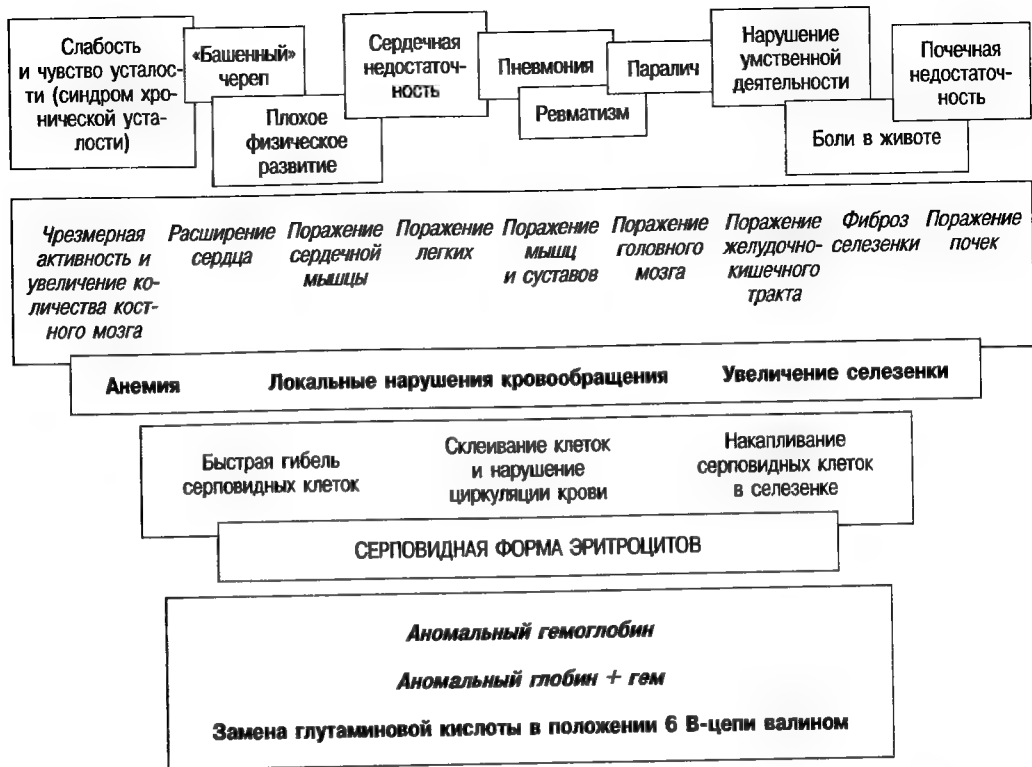 Слабость
и чувство усталос-
ти (синдром хро-
нической уста-
лости)
«Башенный»
череп
Плохое
физическое
развитие
Сердечная
недостаточ-
ность
Пневмония
Ревматизм
Паралич
Нарушение
умственной
деятельности
Боли в животе
Почечная
недостаточ-
ность
Чрезмерная
активность и
увеличение ко-
личества кост-
ного мозга
Расширение
сердца
Поражение
сердечной
мышцы
Поражение
легких
Поражение
мышц
и суставов
Поражение
головного
мозга
Поражение
желудочно-
кишечного
тракта
Фиброз
селезенки
Поражение
почек
Анемия
Локальные нарушения кровообращения
Увеличение селезенки
Быстрая гибель
серповидных клеток
Склеивание клеток
и нарушение
циркуляции крови
Накапливание
серповидных клеток
в селезенке
СЕРПОВИДНАЯ ФОРМА ЭРИТРОЦИТОВ
Аномальный гемоглобин
Аномальный глобин + гем
Замена глутаминовой кислоты в положении 6 В-цепи валином